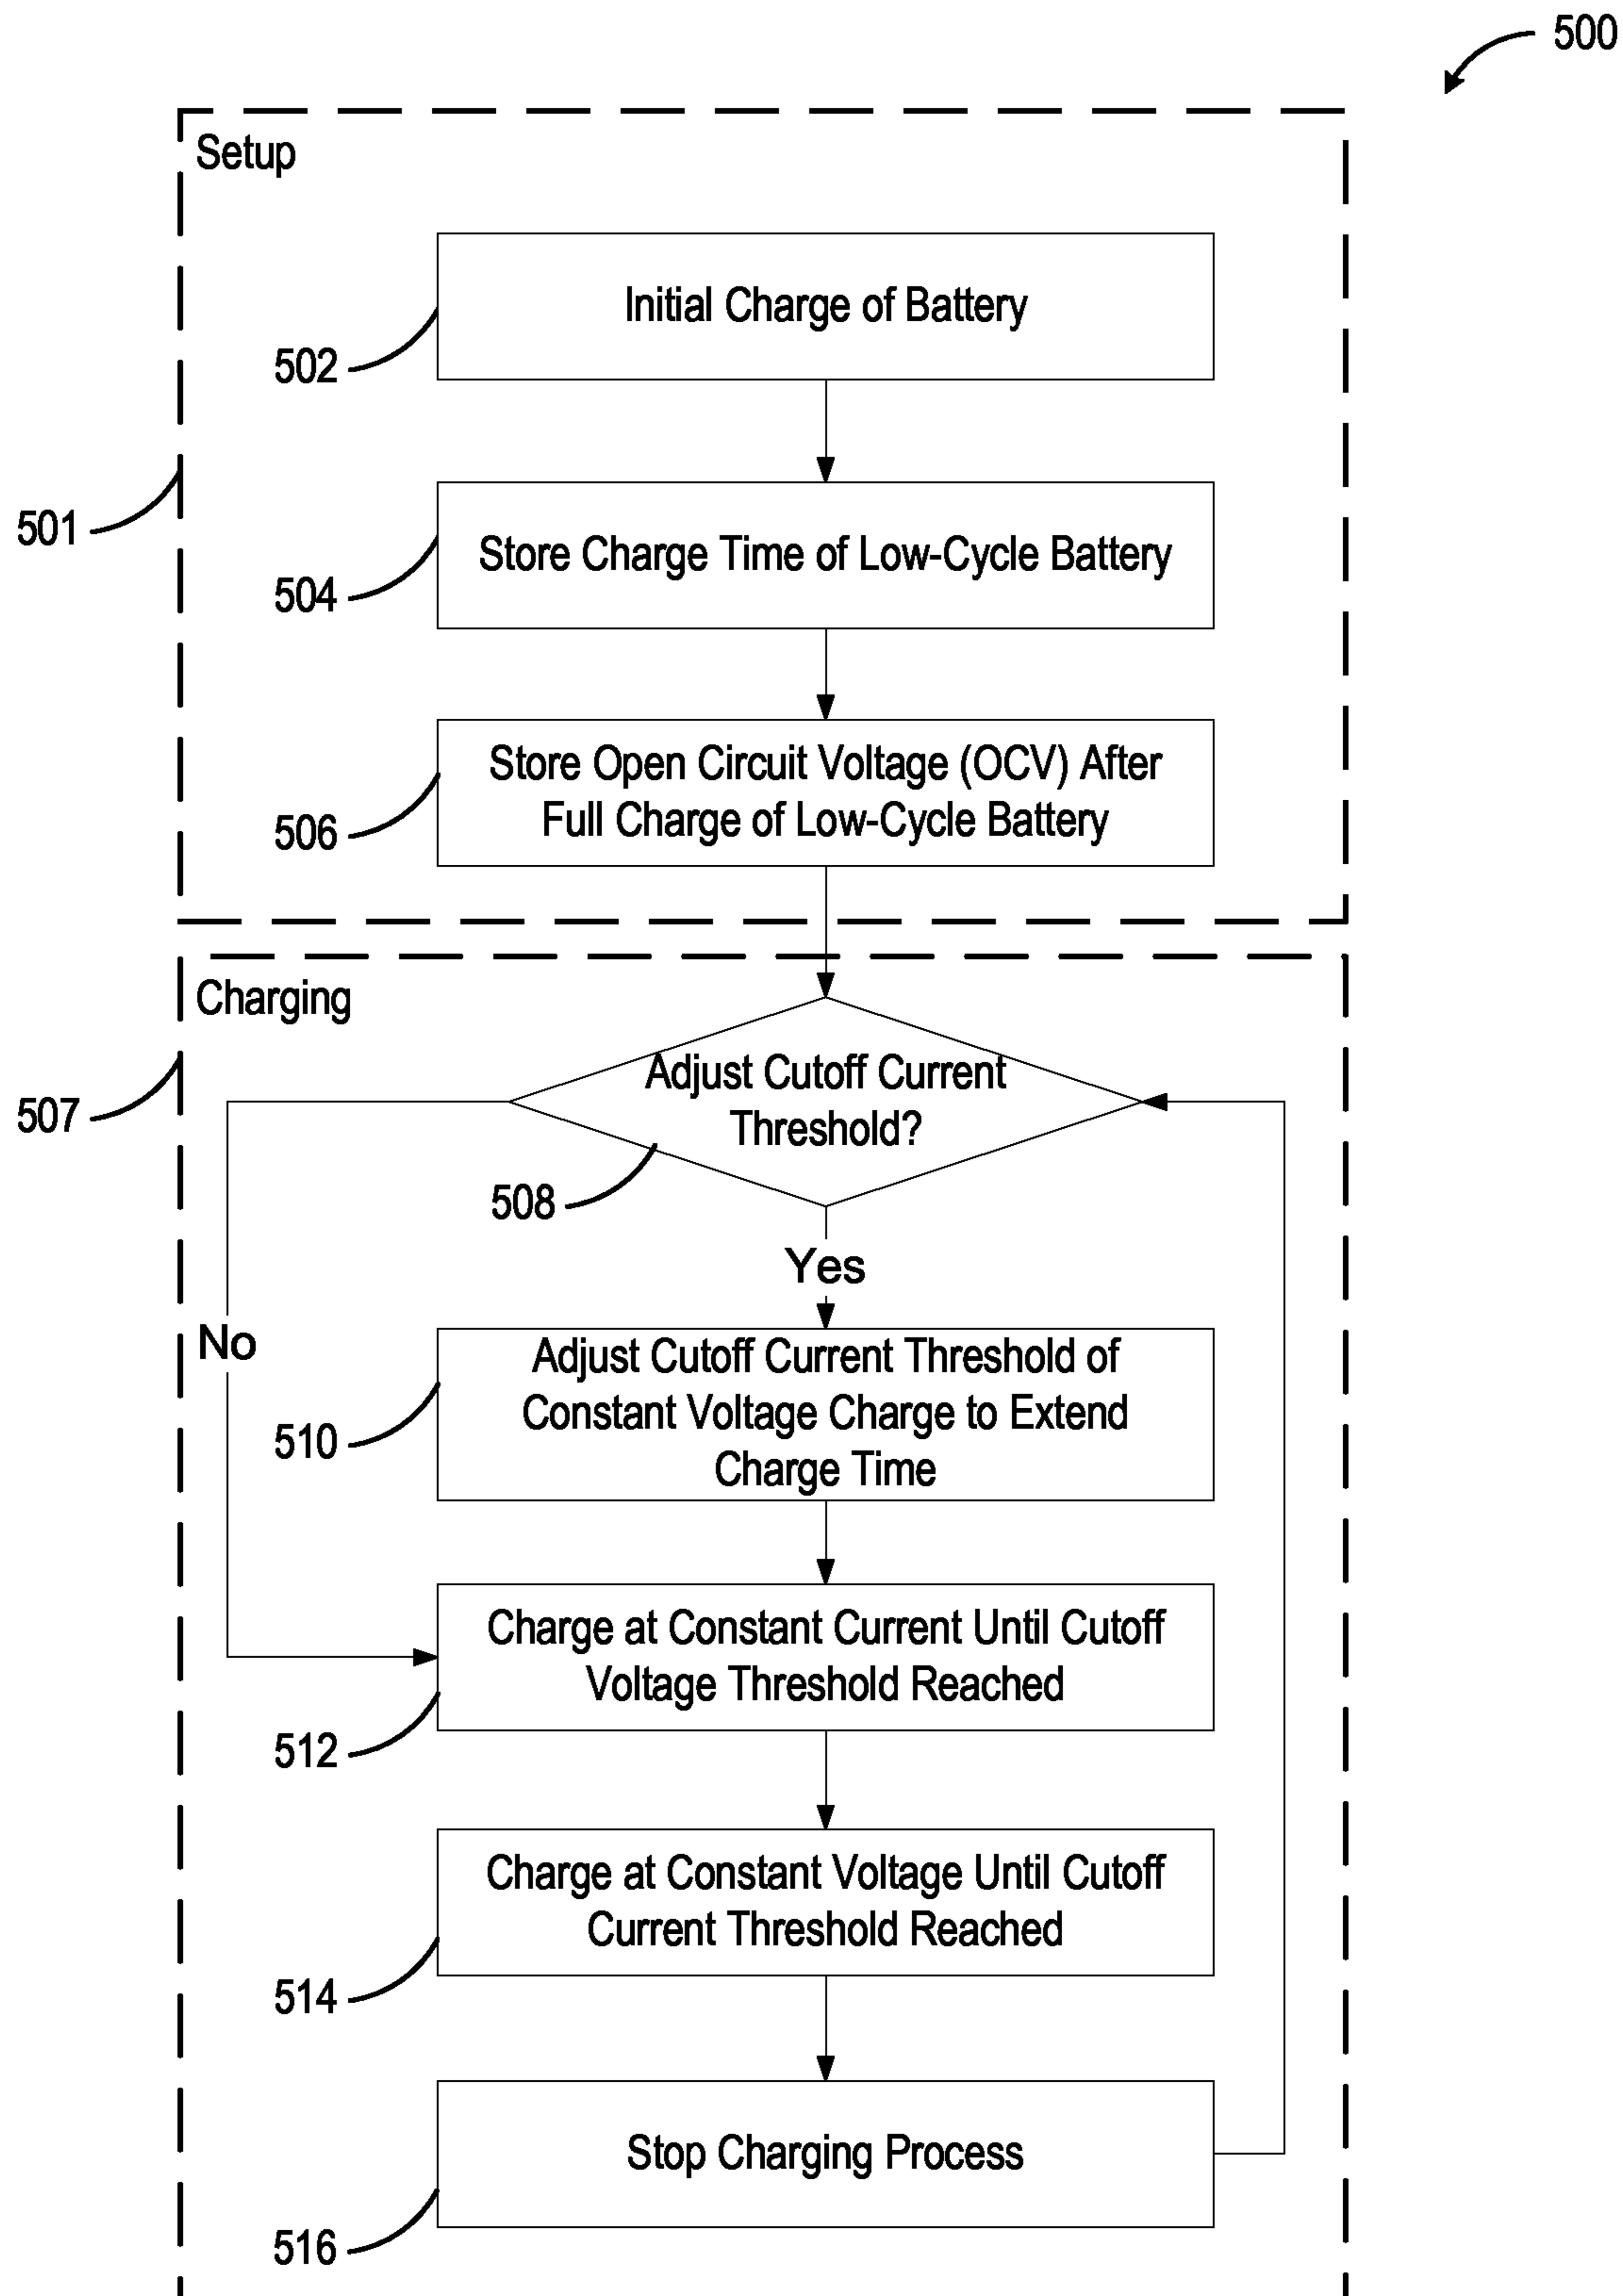 500
Setup
Initial Charge of Battery
502
501
Store Charge Time of Low-Cycle Battery
504
Store Open Circuit Voltage (OCV) After
Full Charge of Low-Cycle Battery
506
Charging
507
Adjust Cutoff Current
Threshold?
508
Yes
No
Adjust Cutoff Current Threshold of
Constant Voltage Charge to Extend
Charge Time
510
Charge at Constant Current Until Cutoff
Voltage Threshold Reached
512
Charge at Constant Voltage Until Cutoff
Current Threshold Reached
514
Stop Charging Process
516